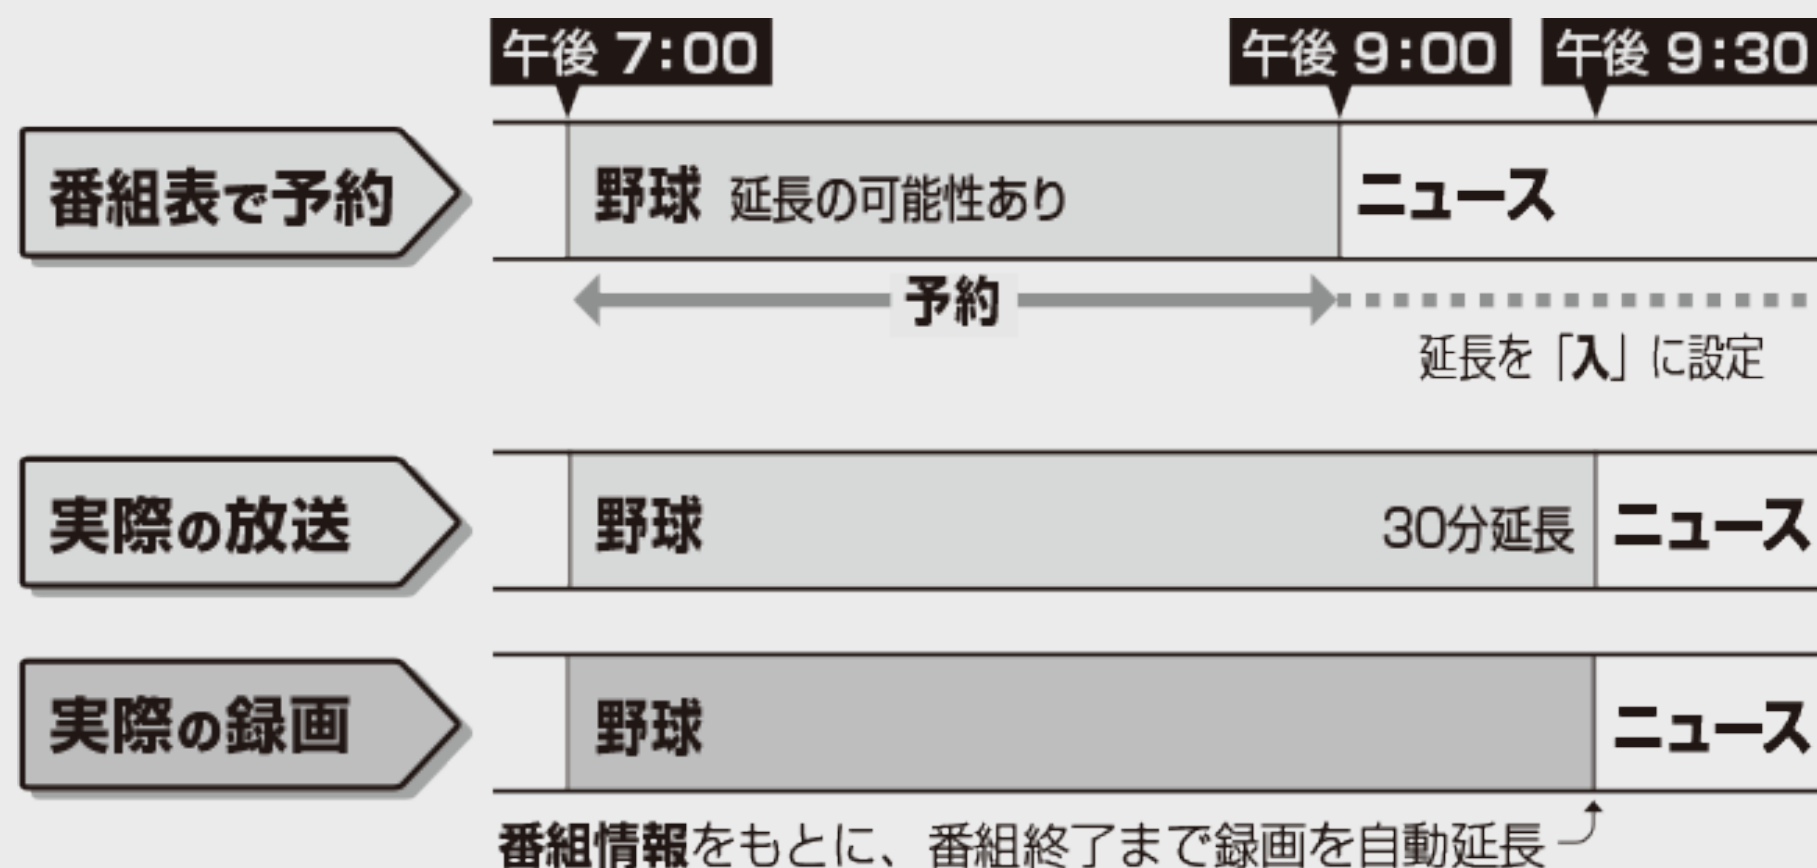 午後 7:00
午後 9:00
午後 9:30
番組表で予約
野球 延長の可能性あり
ニュース
予約
延長を「入」に設定
実際の放送
野球
30分延長
ニュース
実際の録画
野球
ニュース
番組情報をもとに、番組終了まで録画を自動延長